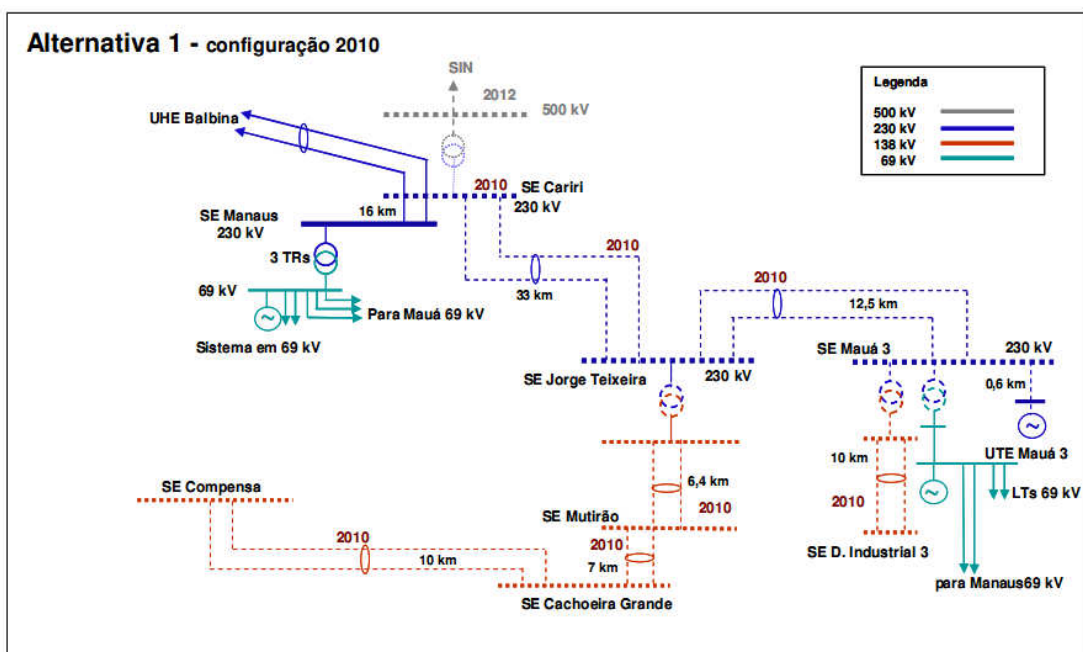 Alternativa 1 - configuração 2010
SIN
2012
500 kV
Legenda
500 kV
230 kV
138 kV
69 kV
UHE Balbina
2010
SE Cariri
230 kV
16 km
SE Manaus
230 kV
3 TRs
69 kV
Para Mauá 69 kV
Sistema em 69 kV
2010
33 km
2010
12,5 km
SE Jorge Teixeira
230 kV
SE Mauá 3
230 kV
0,6 km
UTE Mauá 3
10 km
2010
LTs 69 kV
SE D. Industrial 3
para Manaus69 kV
6,4 km
2010
SE Mutirão
SE Compensa
2010
10 km
2010
7 km
SE Cachoeira Grande